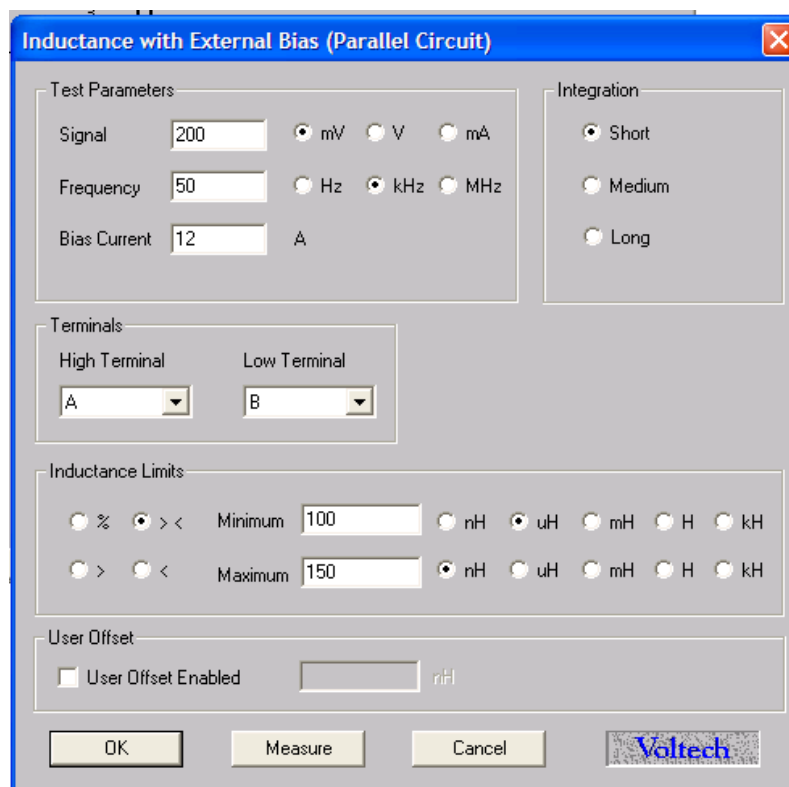 Inductance with External Bias (Parallel Circuit)
Test Parameters
Signal 200 mV V mA
Frequency 50 Hz kHz MHz
Bias Current 12 A
Integration
Short
Medium
Long
Terminals
High Terminal Low Terminal
A B
Inductance Limits
% > < Minimum 100 nH uH mH H kH
> < Maximum 150 nH uH mH H kH
User Offset
User Offset Enabled nH
OK Measure Cancel Voltech